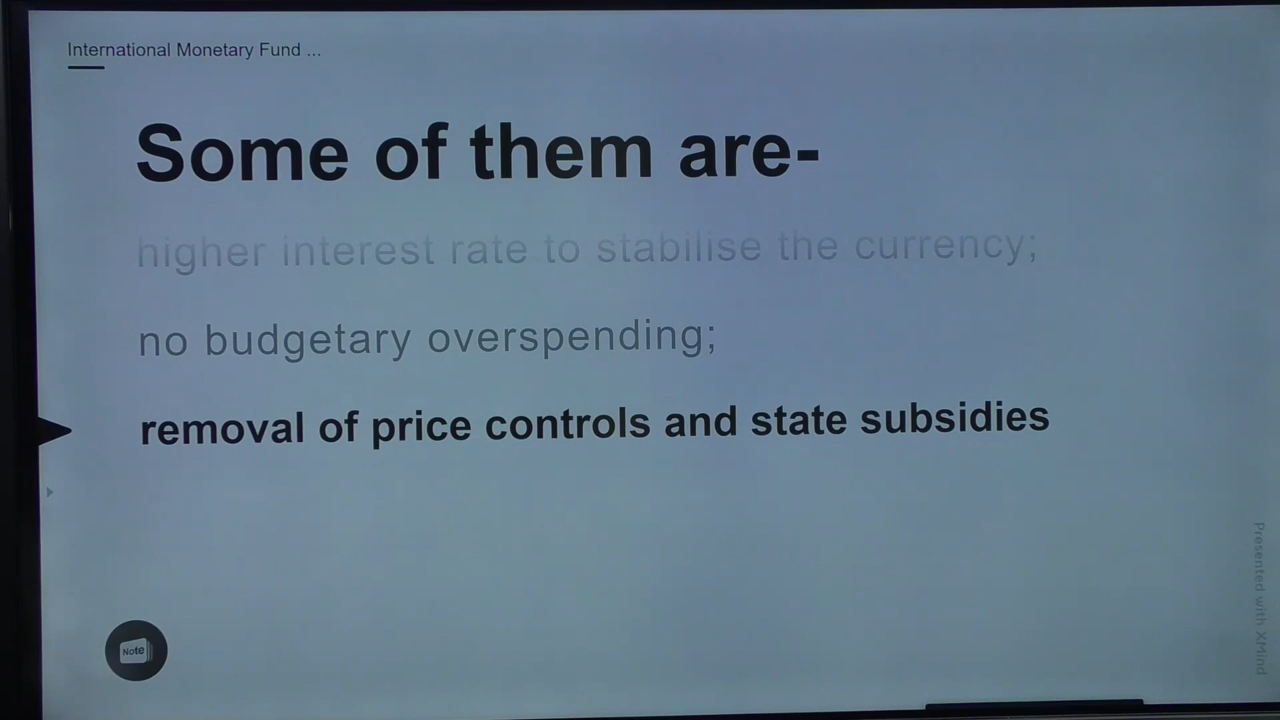 International Monetary Fund ...
Some of them are-
higher interest rate to stabilise the currency;
no budgetary overspending;
removal of price controls and state subsidies
Note
Presented with XMind